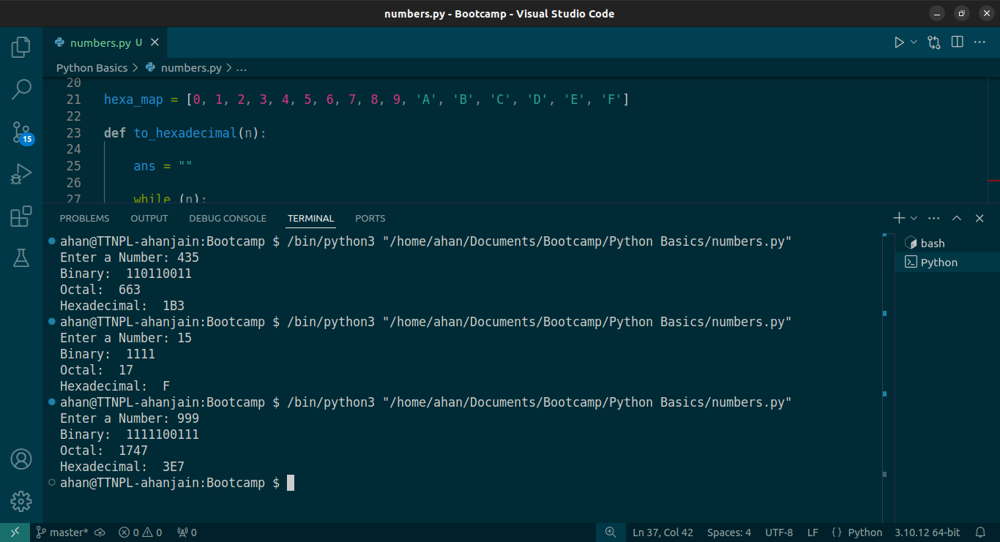 numbers.py - Bootcamp - Visual Studio Code
numbers.py U
Python Basics > numbers.py > ...
20
21 hexa_map = [0, 1, 2, 3, 4, 5, 6, 7, 8, 9, 'A', 'B', 'C', 'D', 'E', 'F']
22
23 def to_hexadecimal(n):
24
25 ans = ""
26
27 while (n):
15
PROBLEMS OUTPUT DEBUG CONSOLE TERMINAL PORTS
ahan@TTNPL-ahanjain:Bootcamp $ /bin/python3 "/home/ahan/Documents/Bootcamp/Python Basics/numbers.py"
Enter a Number: 435
Binary:  110110011
Octal:  663
Hexadecimal:  1B3
ahan@TTNPL-ahanjain:Bootcamp $ /bin/python3 "/home/ahan/Documents/Bootcamp/Python Basics/numbers.py"
Enter a Number: 15
Binary:  1111
Octal:  17
Hexadecimal:  F
ahan@TTNPL-ahanjain:Bootcamp $ /bin/python3 "/home/ahan/Documents/Bootcamp/Python Basics/numbers.py"
Enter a Number: 999
Binary:  1111100111
Octal:  1747
Hexadecimal:  3E7
ahan@TTNPL-ahanjain:Bootcamp $
bash
Python
master* 0 0 0 Ln 37, Col 42 Spaces: 4 UTF-8 LF {} Python 3.10.12 64-bit